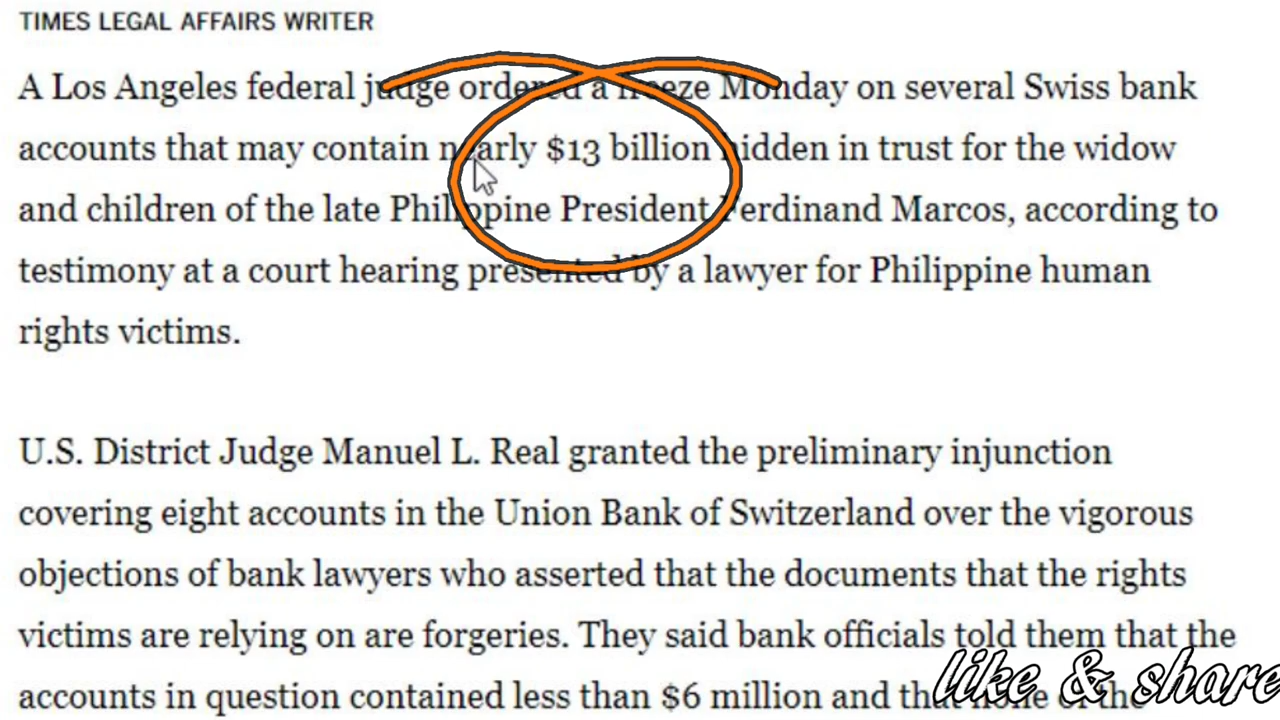 TIMES LEGAL AFFAIRS WRITER
A Los Angeles federal judge ordered a freeze Monday on several Swiss bank
accounts that may contain nearly $13 billion hidden in trust for the widow
and children of the late Philippine President Ferdinand Marcos, according to
testimony at a court hearing presented by a lawyer for Philippine human
rights victims.
U.S. District Judge Manuel L. Real granted the preliminary injunction
covering eight accounts in the Union Bank of Switzerland over the vigorous
objections of bank lawyers who asserted that the documents that the rights
victims are relying on are forgeries. They said bank officials told them that the
accounts in question contained less than $6 million and that none of the
like & share